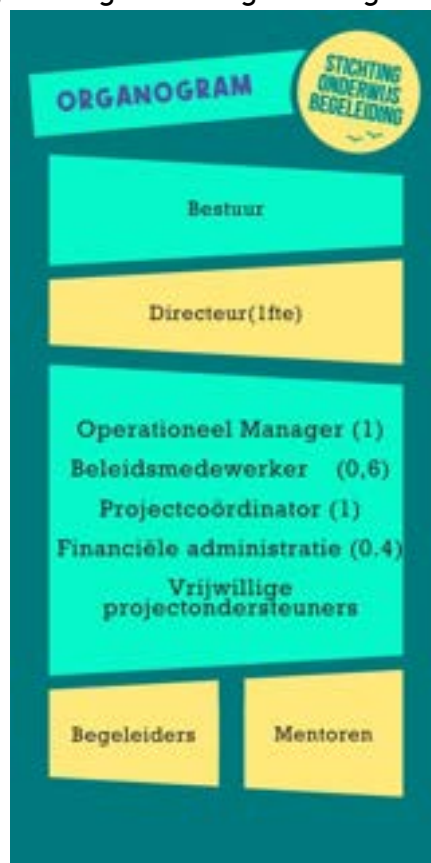 ORGANOGRAM
STICHTING
ONDERWIJS
BEGELEIDING
Bestuur
Directeur(1fte)
Operationeel Manager (1)
Beleidsmedewerker (0,6)
Projectcoördinator (1)
Financiële administratie (0.4)
Vrijwillige
projectondersteuners
Begeleiders
Mentoren